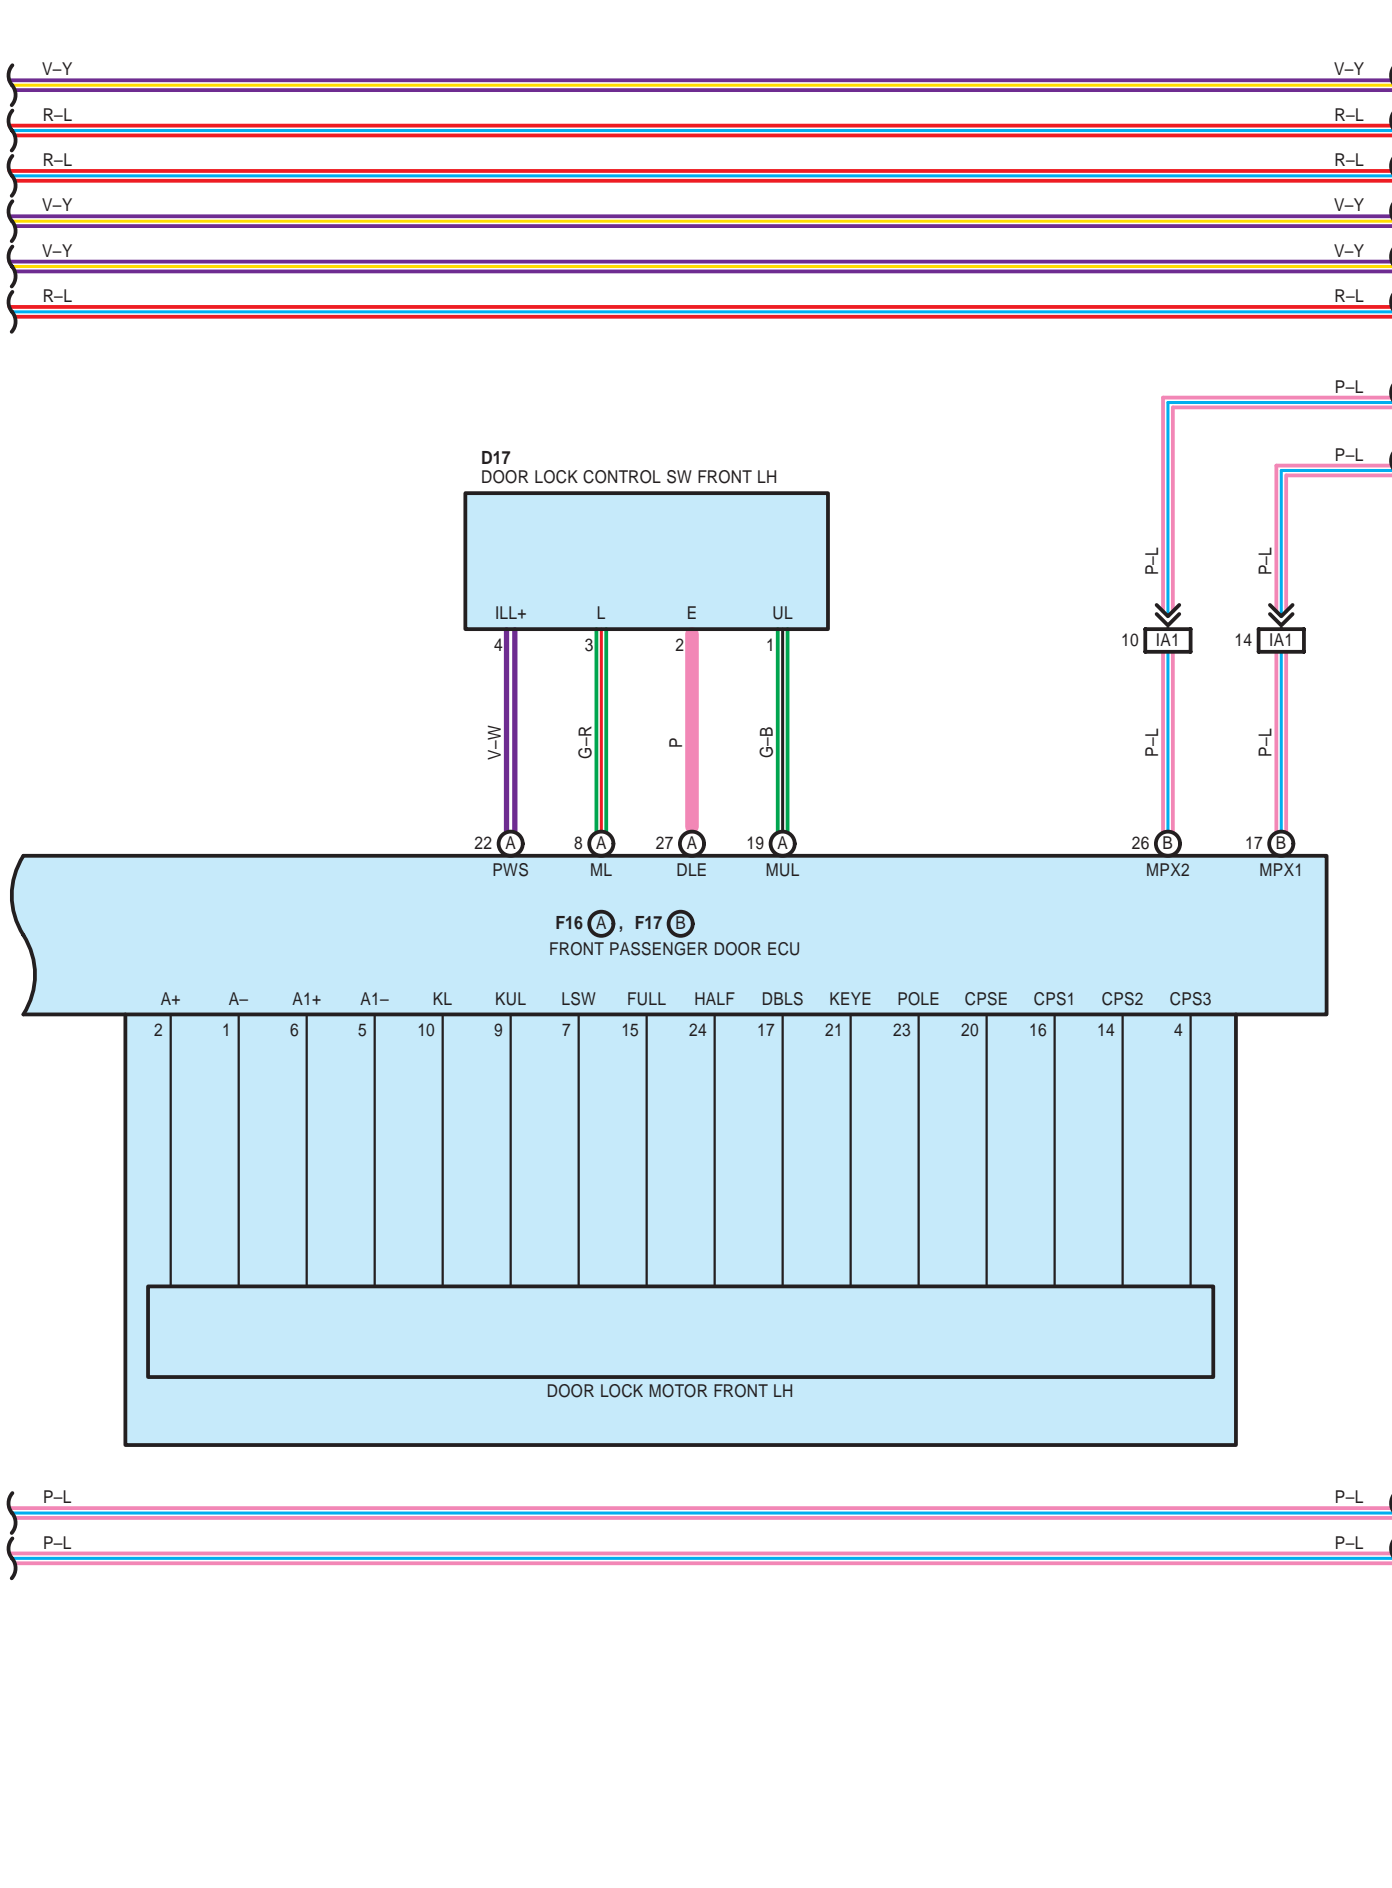 V–Y V–Y
R–L R–L
R–L R–L
V–Y V–Y
V–Y V–Y
R–L R–L
P–L
P–L
D17
DOOR LOCK CONTROL SW FRONT LH
P–L P–L
ILL+ L E UL
4 3 2 1
10 IA1 14 IA1
V–W G–R P G–B P–L P–L
22 A 8 A 27 A 19 A 26 B 17 B
PWS ML DLE MUL MPX2 MPX1
F16 A , F17 B
FRONT PASSENGER DOOR ECU
A+ A– A1+ A1– KL KUL LSW FULL HALF DBLS KEYE POLE CPSE CPS1 CPS2 CPS3
2 1 6 5 10 9 7 15 24 17 21 23 20 16 14 4
DOOR LOCK MOTOR FRONT LH
P–L P–L
P–L P–L